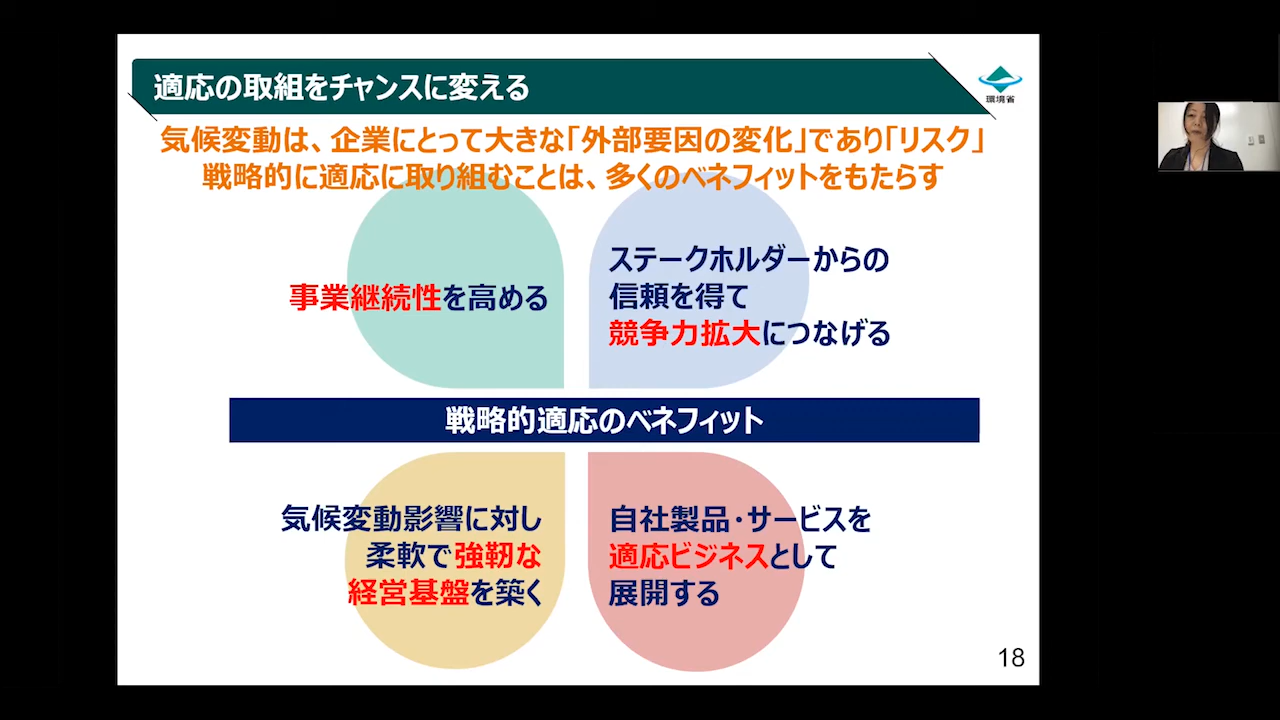 適応の取組をチャンスに変える
環境省
気候変動は、企業にとって大きな「外部要因の変化」であり「リスク」
戦略的に適応に取り組むことは、多くのベネフィットをもたらす
事業継続性を高める
ステークホルダーからの
信頼を得て
競争力拡大につなげる
戦略的適応のベネフィット
気候変動影響に対し
柔軟で強靭な
経営基盤を築く
自社製品・サービスを
適応ビジネスとして
展開する
18